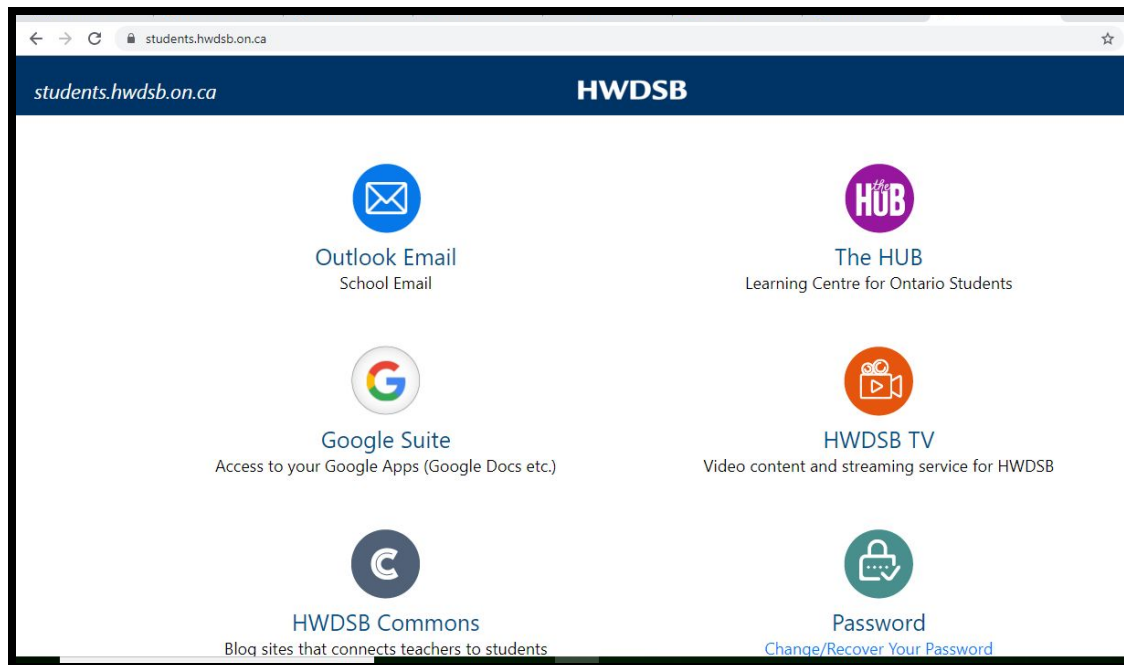 students.hwdsb.on.ca
students.hwdsb.on.ca
HWDSB
Outlook Email
School Email
the HUB
The HUB
Learning Centre for Ontario Students
G
Google Suite
Access to your Google Apps (Google Docs etc.)
HWDSB TV
Video content and streaming service for HWDSB
C
HWDSB Commons
Blog sites that connects teachers to students
Password
Change/Recover Your Password